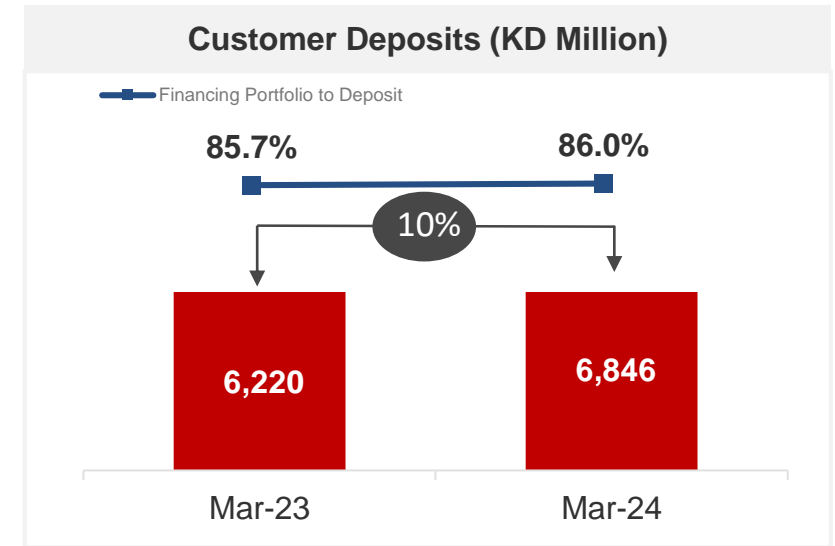 Customer Deposits (KD Million)
Financing Portfolio to Deposit
85.7% 86.0%
10%
6,220 6,846
Mar-23 Mar-24